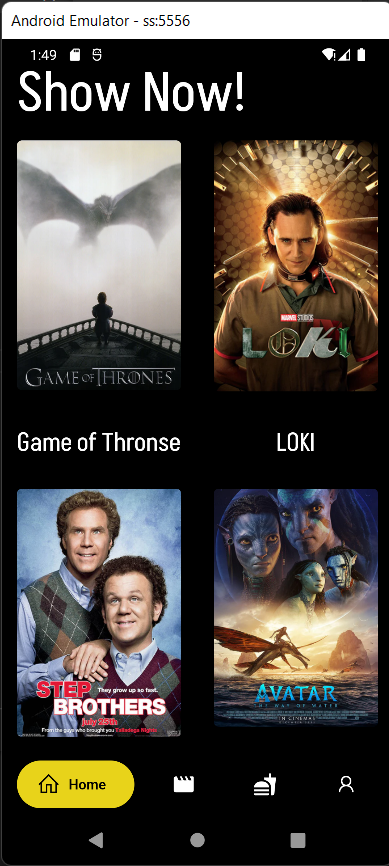 Android Emulator - ss:5556
1:49
Show Now!
GAME OF THRONES
MARVEL STUDIOS
LOKI
Game of Thronse
LOKI
STEP
They grow up so fast.
BROTHERS
July 25th
From the guys who brought you Talladega Nights
AVATAR
THE WAY OF WATER
IN CINEMAS
Home